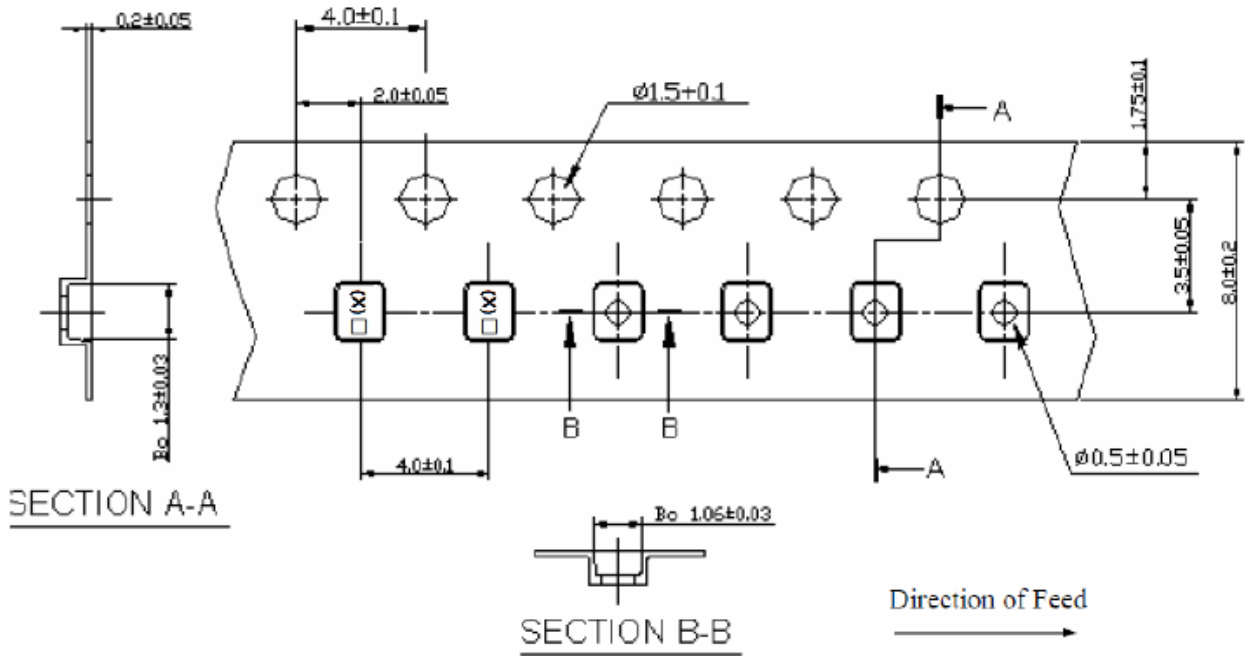 0.2±0.05
4.0±0.1
2.0±0.05
Ø1.5+0.1
A
1.75±0.1
3.5±0.05
8.0±0.2
□(x)
□(x)
B
B
Bo 1.3±0.03
4.0±0.1
A
Ø0.5±0.05
SECTION A-A
Bo 1.06±0.03
SECTION B-B
Direction of Feed